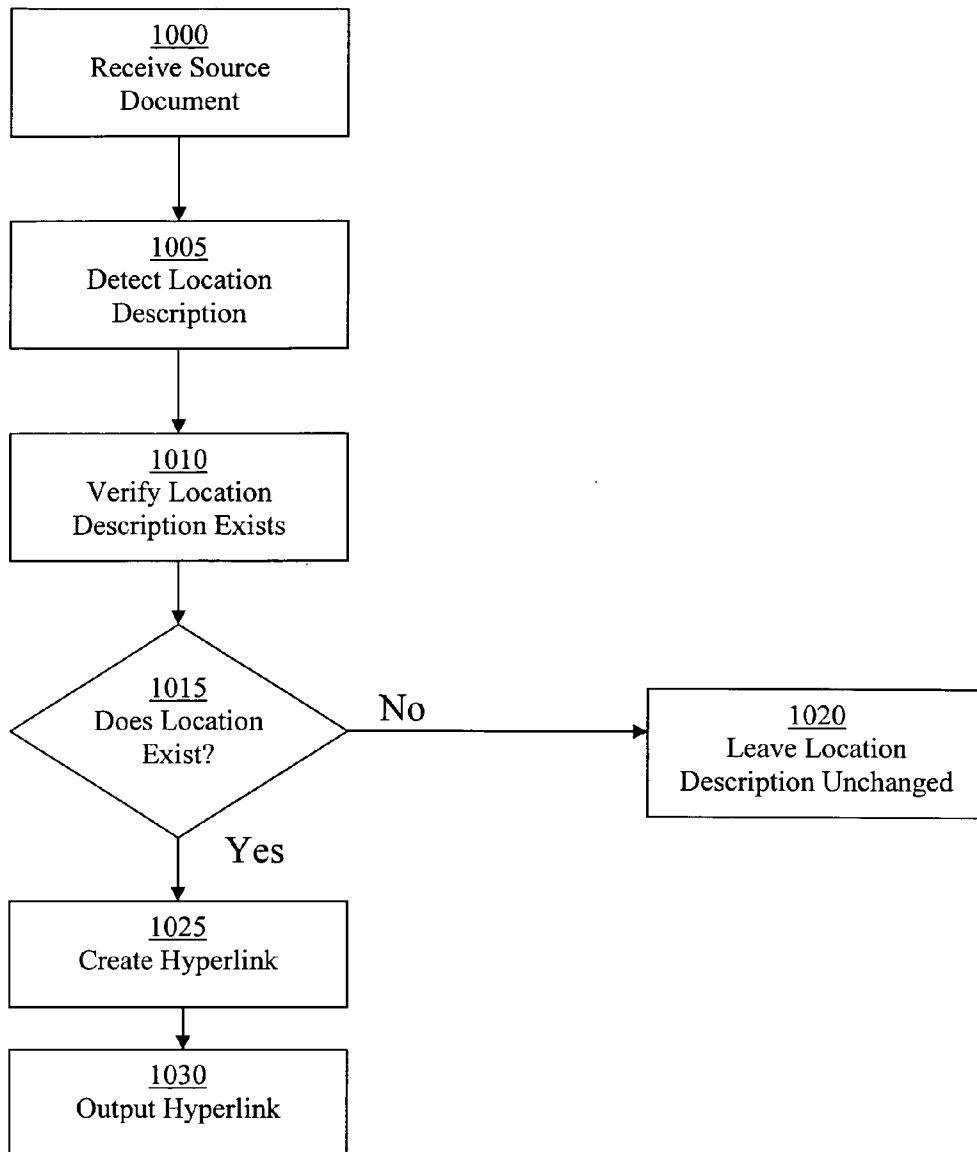 1000
Receive Source
Document
1005
Detect Location
Description
1010
Verify Location
Description Exists
1015
Does Location
Exist?
No
1020
Leave Location
Description Unchanged
Yes
1025
Create Hyperlink
1030
Output Hyperlink